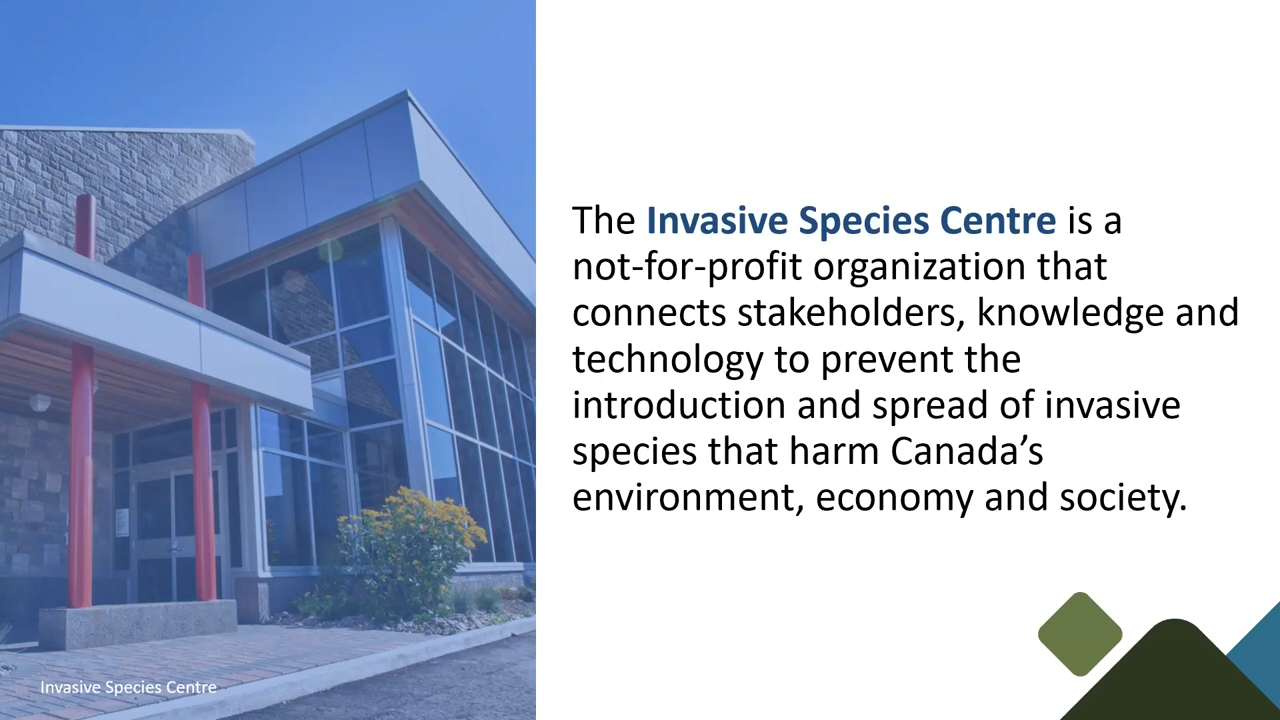 The Invasive Species Centre is a
not-for-profit organization that
connects stakeholders, knowledge and
technology to prevent the
introduction and spread of invasive
species that harm Canada’s
environment, economy and society.
Invasive Species Centre